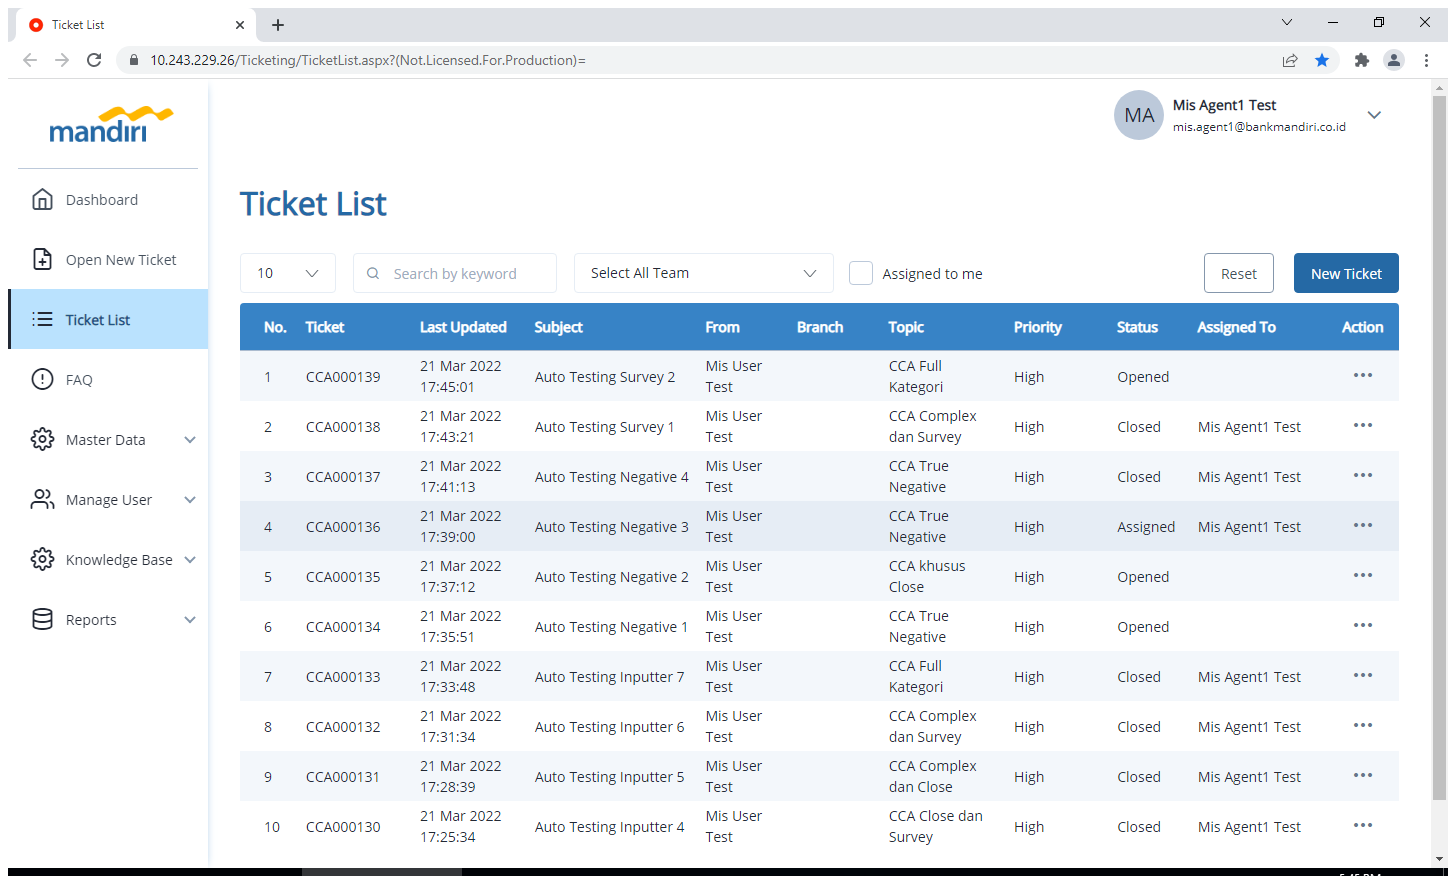 Ticket List
10.243.229.26/Ticketing/TicketList.aspx?(Not.Licensed.For.Production)=
mandiri
MA
Mis Agent1 Test
mis.agent1@bankmandiri.co.id
Dashboard
Open New Ticket
Ticket List
FAQ
Master Data
Manage User
Knowledge Base
Reports
Ticket List
10 Search by keyword Select All Team Assigned to me Reset New Ticket
No. Ticket Last Updated Subject From Branch Topic Priority Status Assigned To Action
1 CCA000139 21 Mar 2022 17:45:01 Auto Testing Survey 2 Mis User Test CCA Full Kategori High Opened
2 CCA000138 21 Mar 2022 17:43:21 Auto Testing Survey 1 Mis User Test CCA Complex dan Survey High Closed Mis Agent1 Test
3 CCA000137 21 Mar 2022 17:41:13 Auto Testing Negative 4 Mis User Test CCA True Negative High Closed Mis Agent1 Test
4 CCA000136 21 Mar 2022 17:39:00 Auto Testing Negative 3 Mis User Test CCA True Negative High Assigned Mis Agent1 Test
5 CCA000135 21 Mar 2022 17:37:12 Auto Testing Negative 2 Mis User Test CCA khusus Close High Opened
6 CCA000134 21 Mar 2022 17:35:51 Auto Testing Negative 1 Mis User Test CCA True Negative High Opened
7 CCA000133 21 Mar 2022 17:33:48 Auto Testing Inputter 7 Mis User Test CCA Full Kategori High Closed Mis Agent1 Test
8 CCA000132 21 Mar 2022 17:31:34 Auto Testing Inputter 6 Mis User Test CCA Complex dan Survey High Closed Mis Agent1 Test
9 CCA000131 21 Mar 2022 17:28:39 Auto Testing Inputter 5 Mis User Test CCA Complex dan Close High Closed Mis Agent1 Test
10 CCA000130 21 Mar 2022 17:25:34 Auto Testing Inputter 4 Mis User Test CCA Close dan Survey High Closed Mis Agent1 Test